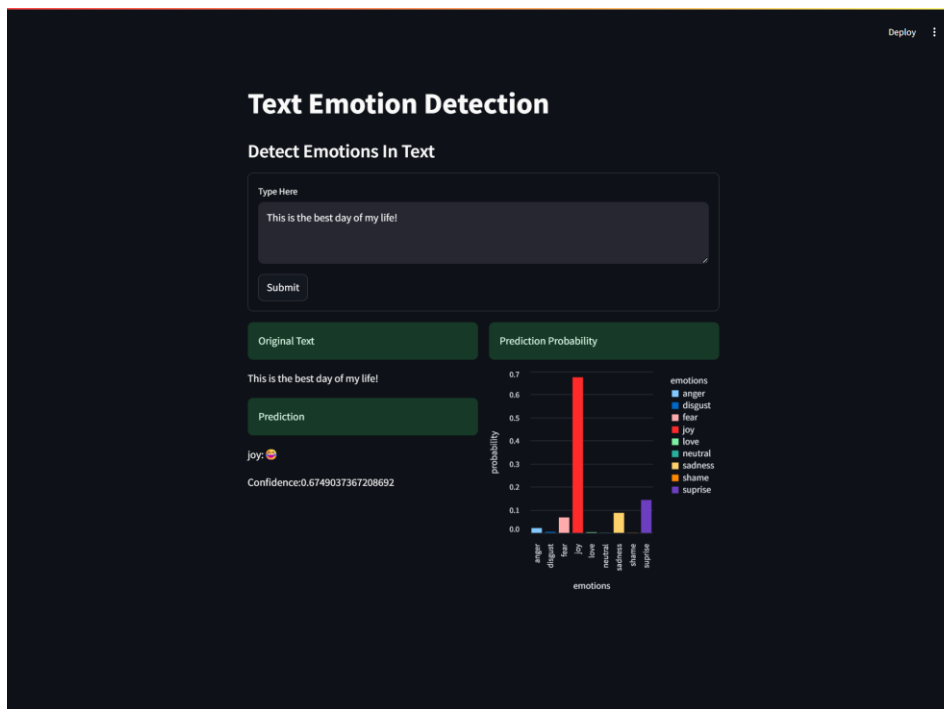 Deploy
Text Emotion Detection
Detect Emotions In Text
Type Here
This is the best day of my life!
Submit
Original Text
This is the best day of my life!
Prediction
joy:😂
Confidence:0.6749037367208692
Prediction Probability
0.7
0.6
0.5
0.4
0.3
0.2
0.1
0.0
probability
anger
disgust
fear
joy
love
neutral
sadness
shame
suprise
emotions
emotions
anger
disgust
fear
joy
love
neutral
sadness
shame
suprise